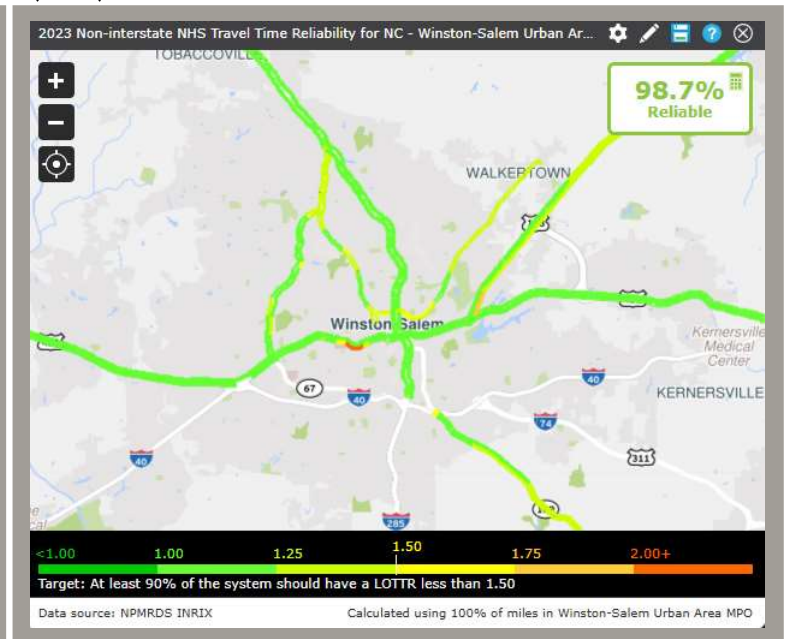 2023 Non-interstate NHS Travel Time Reliability for NC - Winston-Salem Urban Ar...
TOBACCOVILLE
98.7%
Reliable
WALKERTOWN
Winston-Salem
Kernersville
Medical
Center
67
40
40
KERNERSVILLE
74
40
311
285
<1.00 1.00 1.25 1.50 1.75 2.00+
Target: At least 90% of the system should have a LOTTR less than 1.50
Data source: NPMRDS INRIX Calculated using 100% of miles in Winston-Salem Urban Area MPO